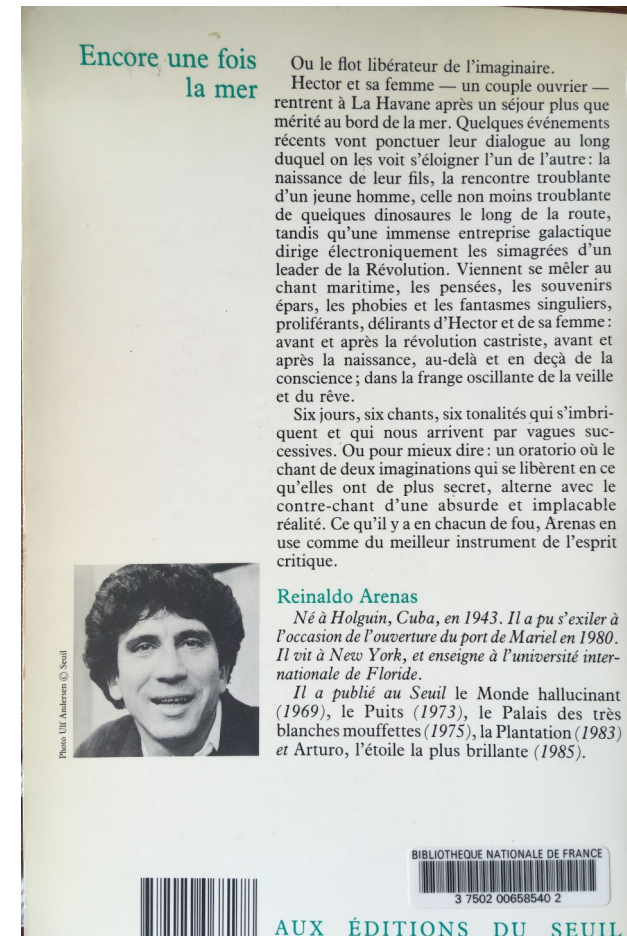 Encore une fois
la mer
Ou le flot libérateur de l'imaginaire.
Hector et sa femme — un couple ouvrier —
rentrent à La Havane après un séjour plus que
mérité au bord de la mer. Quelques événements
récents vont ponctuer leur dialogue au long
duquel on les voit s'éloigner l'un de l'autre : la
naissance de leur fils, la rencontre troublante
d'un jeune homme, celle non moins troublante
de quelques dinosaures le long de la route,
tandis qu'une immense entreprise galactique
dirige électroniquement les simagrées d'un
leader de la Révolution. Viennent se mêler au
chant maritime, les pensées, les souvenirs
épars, les phobies et les fantasmes singuliers,
proliférants, délirants d'Hector et de sa femme :
avant et après la révolution castriste, avant et
après la naissance, au-delà et en deçà de la
conscience ; dans la frange oscillante de la veille
et du rêve.
Six jours, six chants, six tonalités qui s'imbri-
quent et qui nous arrivent par vagues suc-
cessives. Ou pour mieux dire : un oratorio où le
chant de deux imaginations qui se libèrent en ce
qu'elles ont de plus secret, alterne avec le
contre-chant d'une absurde et implacable
réalité. Ce qu'il y a en chacun de fou, Arenas en
use comme du meilleur instrument de l'esprit
critique.
Reinaldo Arenas
Né à Holguin, Cuba, en 1943. Il a pu s'exiler à
l'occasion de l'ouverture du port de Mariel en 1980.
Il vit à New York, et enseigne à l'université inter-
nationale de Floride.
Il a publié au Seuil le Monde hallucinant
(1969), le Puits (1973), le Palais des très
blanches mouffettes (1975), la Plantation (1983)
et Arturo, l'étoile la plus brillante (1985).
Photo Ulf Andersen © Seuil
BIBLIOTHEQUE NATIONALE DE FRANCE
3 7502 00658540 2
AUX ÉDITIONS DU SEUIL